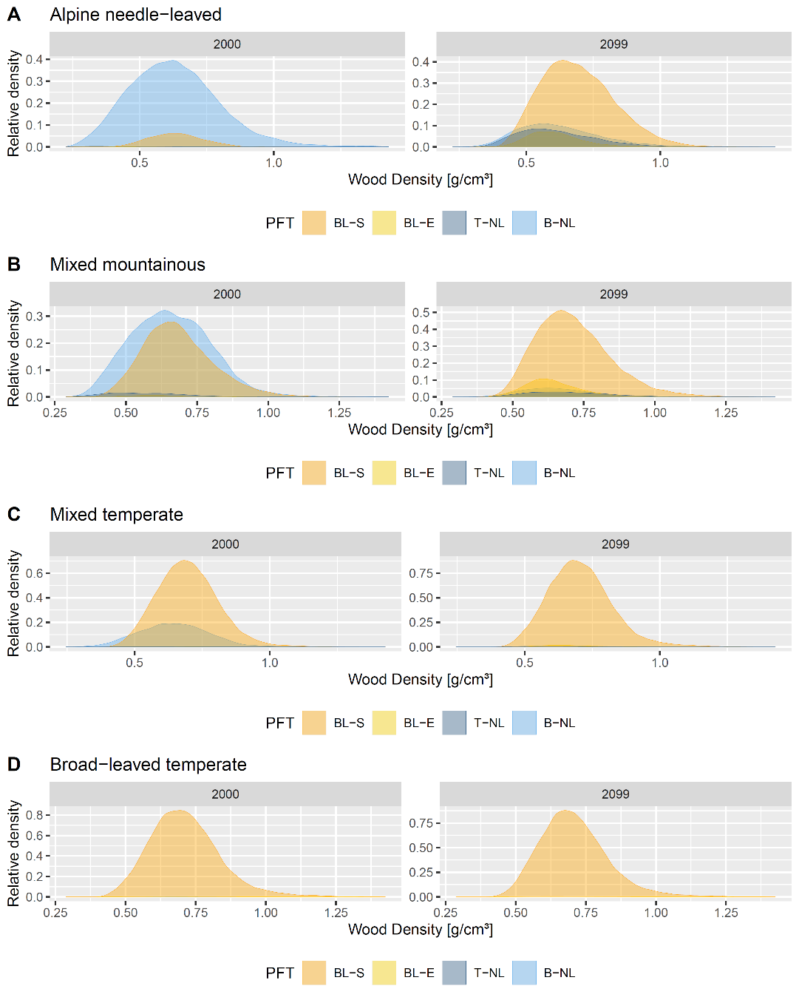 A Alpine needle−leaved
2000 2099
Relative density
0.4 0.3 0.2 0.1 0.0
0.4 0.3 0.2 0.1 0.0
0.5 1.0 0.5 1.0
Wood Density [g/cm³]
PFT BL−S BL−E T−NL B−NL
B Mixed mountainous
2000 2099
Relative density
0.3 0.2 0.1 0.0
0.5 0.4 0.3 0.2 0.1 0.0
0.25 0.50 0.75 1.00 1.25 0.25 0.50 0.75 1.00 1.25
Wood Density [g/cm³]
PFT BL−S BL−E T−NL B−NL
C Mixed temperate
2000 2099
Relative density
0.6 0.4 0.2 0.0
0.75 0.50 0.25 0.00
0.5 1.0 0.5 1.0
Wood Density [g/cm³]
PFT BL−S BL−E T−NL B−NL
D Broad−leaved temperate
2000 2099
Relative density
0.8 0.6 0.4 0.2 0.0
0.75 0.50 0.25 0.00
0.25 0.50 0.75 1.00 1.25 0.25 0.50 0.75 1.00 1.25
Wood Density [g/cm³]
PFT BL−S BL−E T−NL B−NL